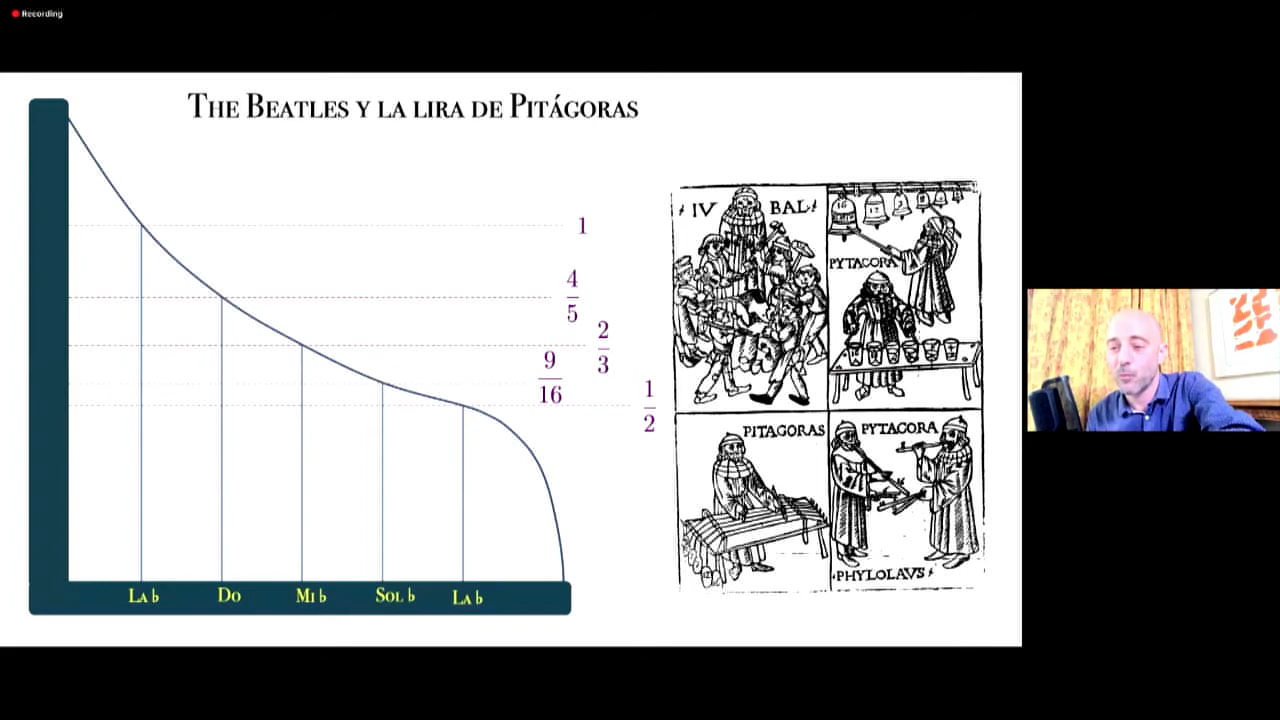 Recording
THE BEATLES Y LA LIRA DE PITÁGORAS
1
4
5
2
3
9
16
1
2
LA b
DO
MI b
SOL b
LA b
IV BAL
16
PYTACORA
PITAGORAS
PYTACORA
PHYLOLAVS